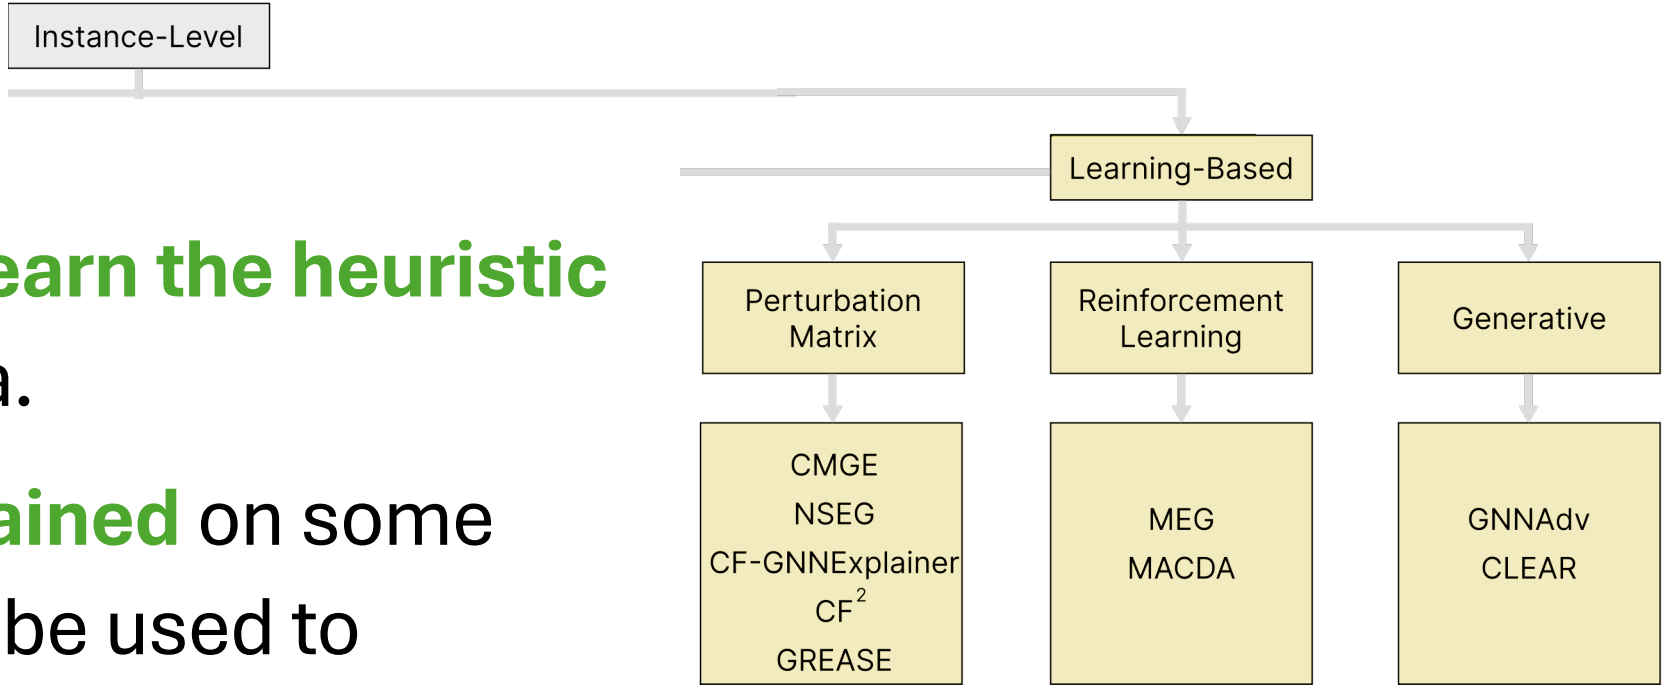 Instance-Level
Learning-Based
earn the heuristic
a.
ained on some
be used to
Perturbation
Matrix
Reinforcement
Learning
Generative
CMGE
NSEG
CF-GNNExplainer
CF²
GREASE
MEG
MACDA
GNNAdv
CLEAR